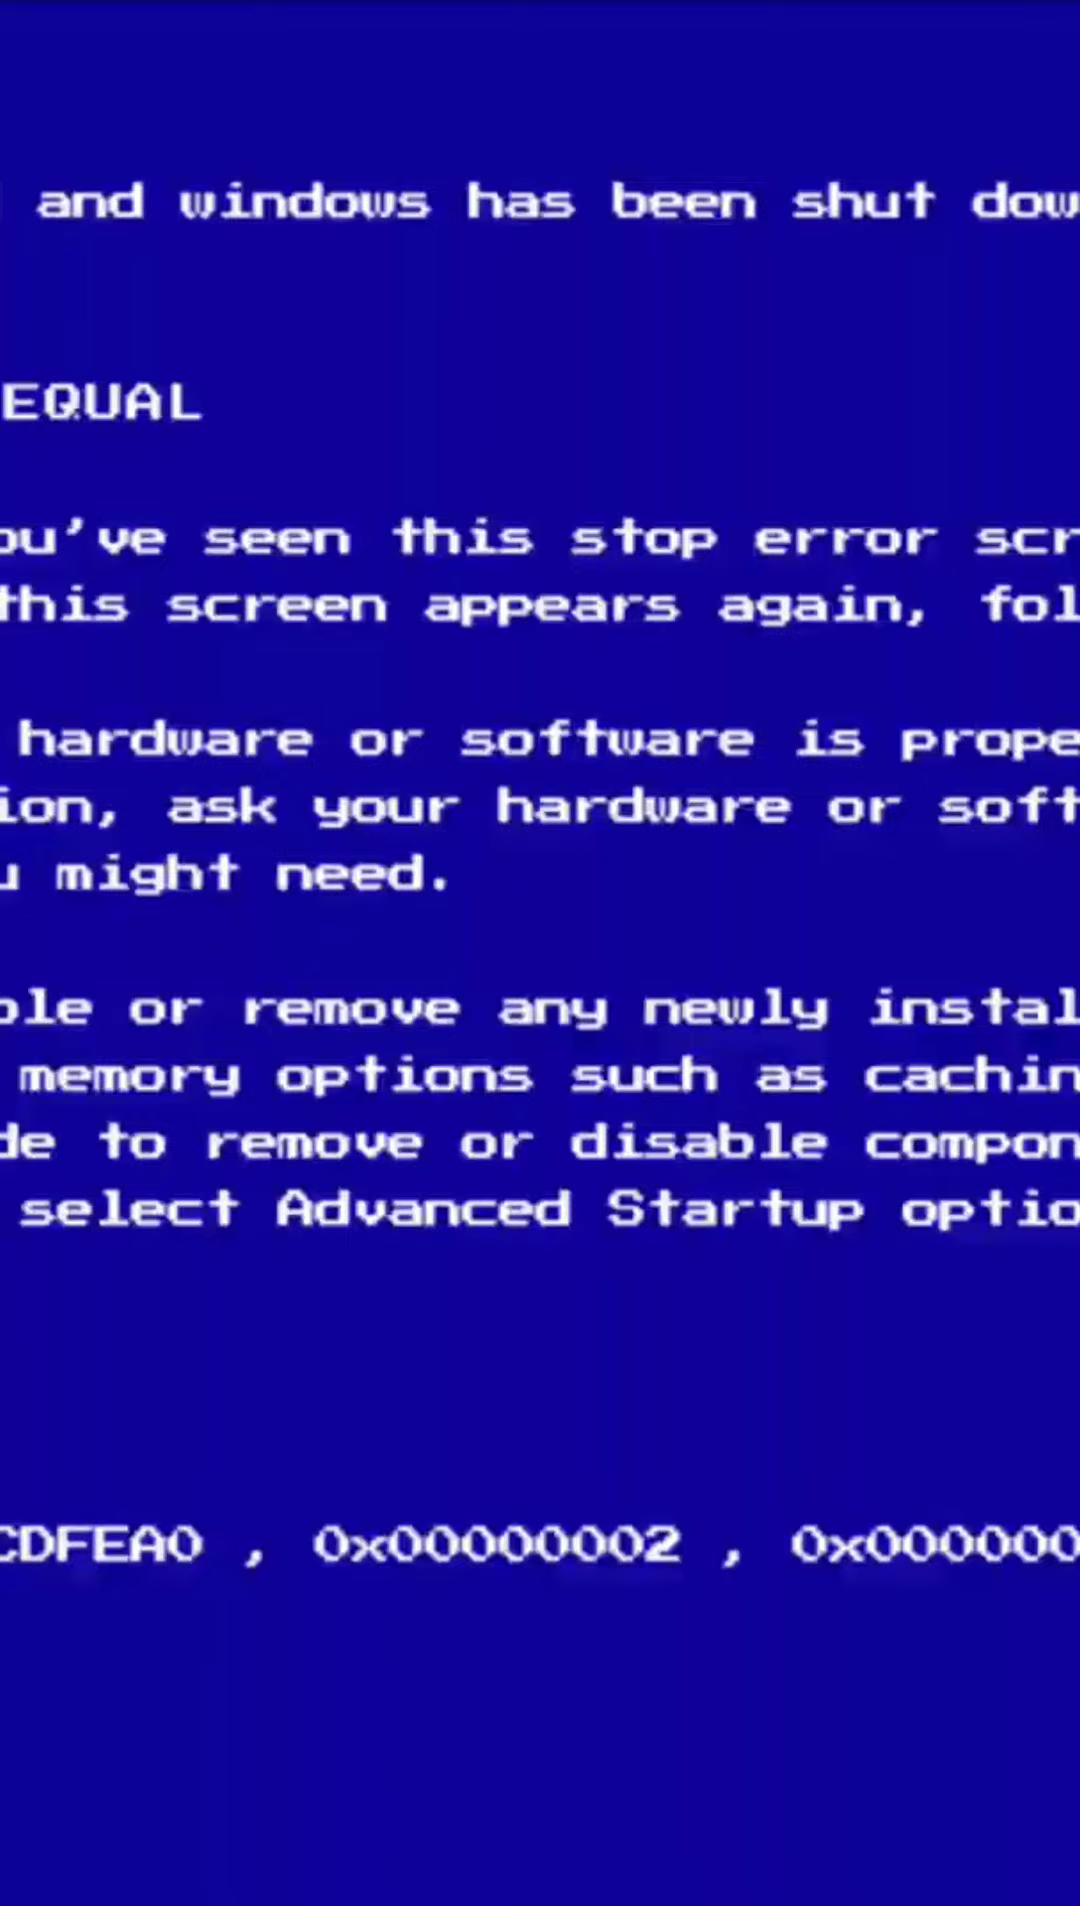 and windows has been shut dow
EQUAL
ou've seen this stop error scr
this screen appears again, fol
hardware or software is prope
ion, ask your hardware or soft
u might need.
ble or remove any newly instal
memory options such as cachin
de to remove or disable compon
select Advanced Startup optio
CDFEA0 , 0x00000002 , 0x000000